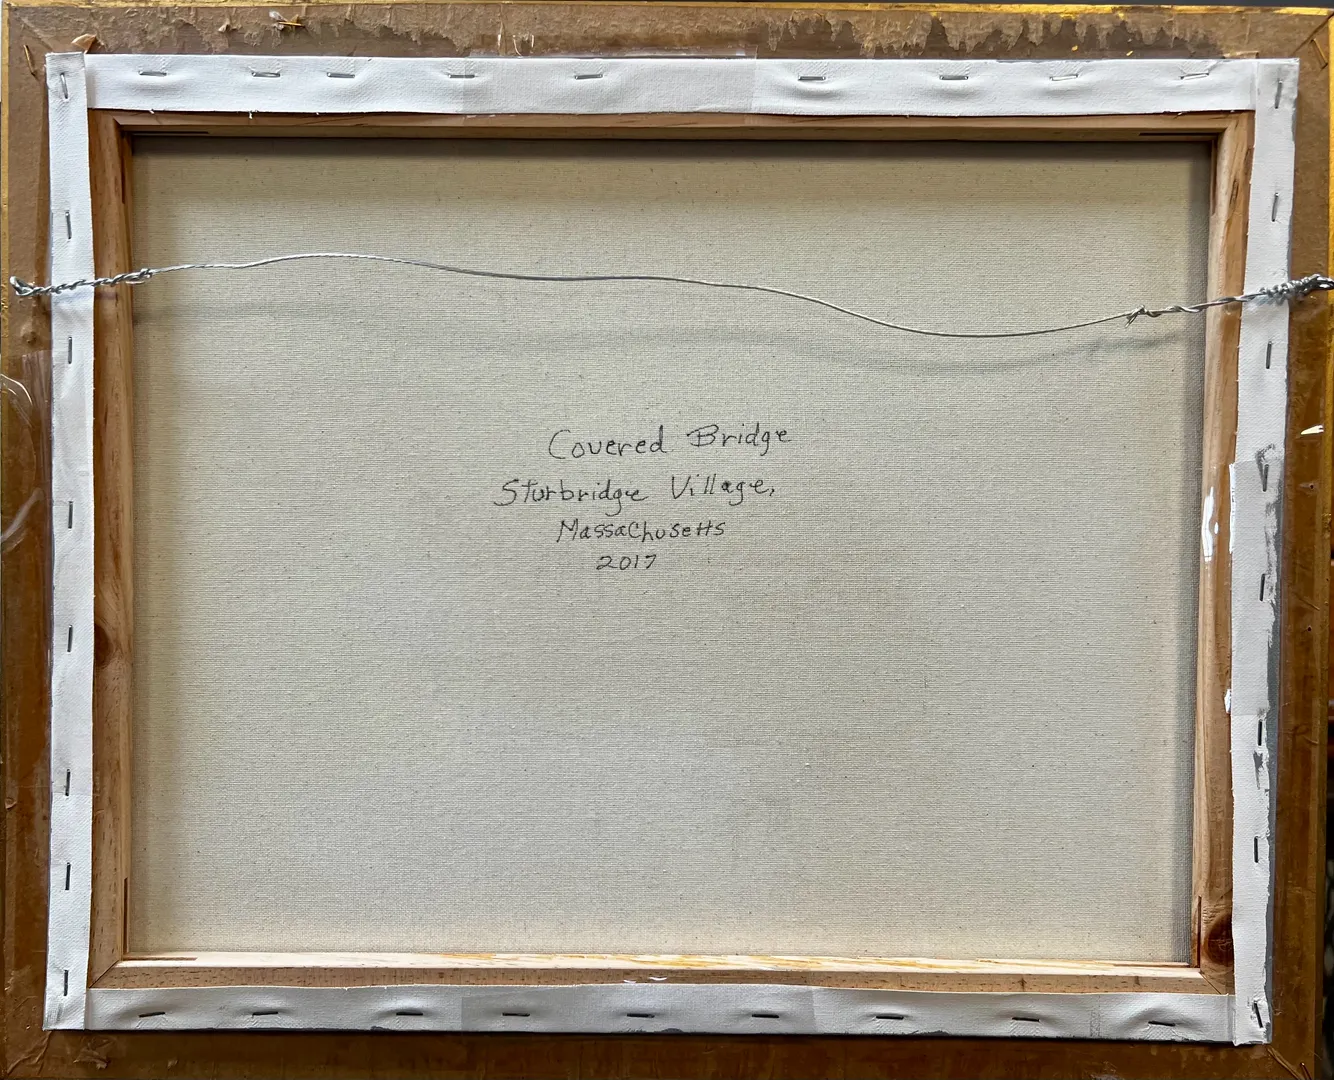 Covered Bridge
Sturbridge Village,
Massachusetts
2017